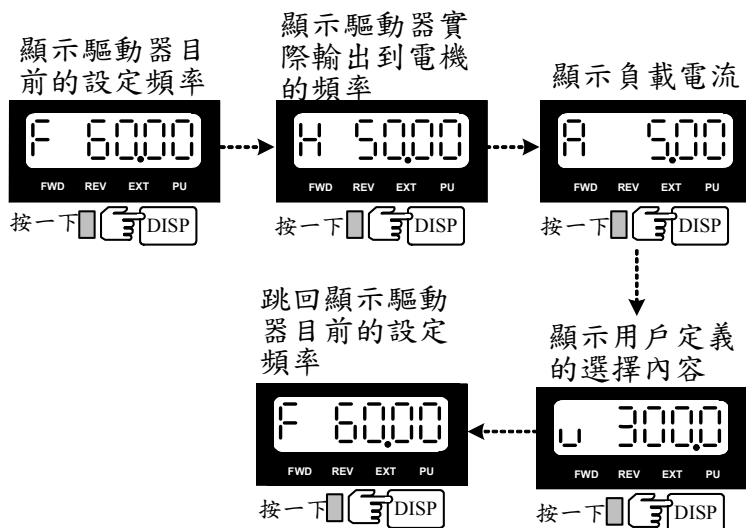 顯示驅動器目
前的設定頻率
F 60.00
FWD REV EXT PU
按一下 DISP
顯示驅動器實
際輸出到電機
的頻率
H 50.00
FWD REV EXT PU
按一下 DISP
顯示負載電流
A 5.00
FWD REV EXT PU
按一下 DISP
顯示用戶定義
的選擇內容
u 300.0
FWD REV EXT PU
按一下 DISP
跳回顯示驅動
器目前的設定
頻率
F 60.00
FWD REV EXT PU
按一下 DISP